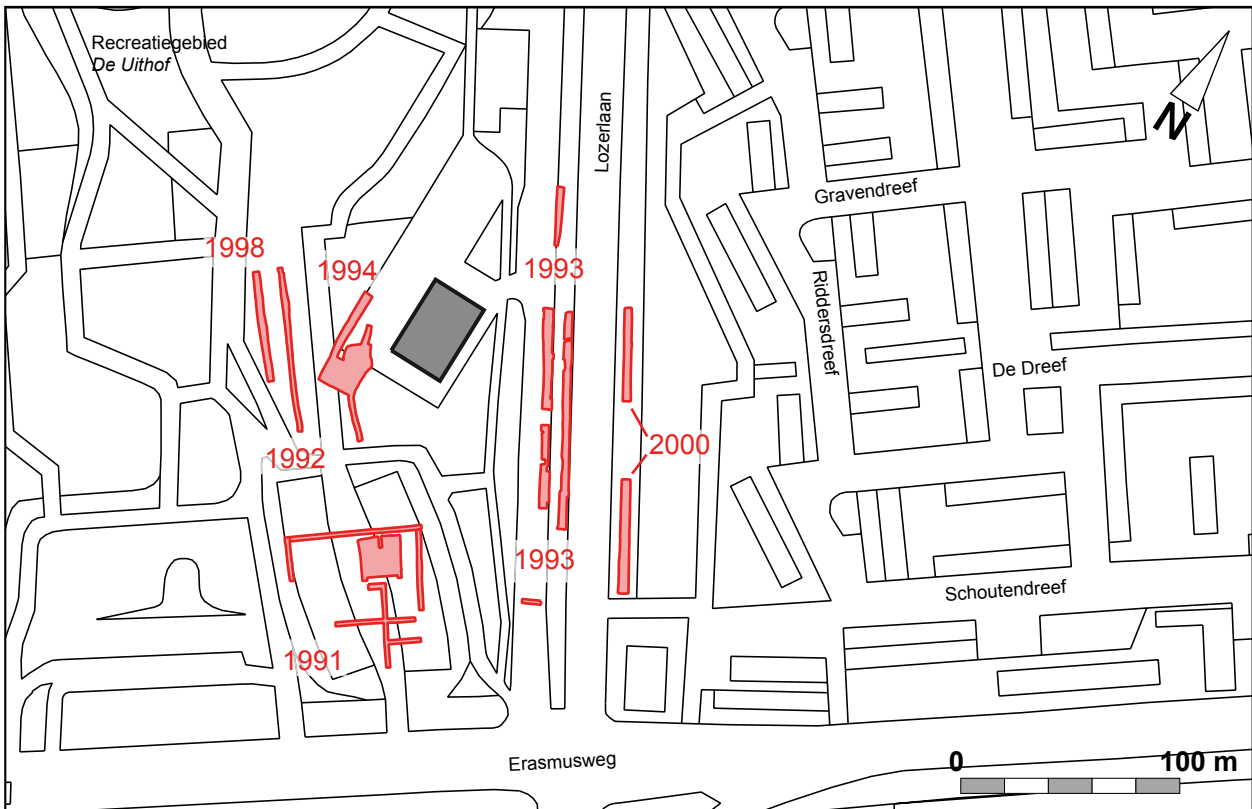 Recreatiegebied
De Uithof
Lozerlaan
N
Gravendreef
1998
1994
1993
Riddersdreef
De Dreef
2000
1992
1993
Schoutendreef
1991
Erasmusweg
0 100 m